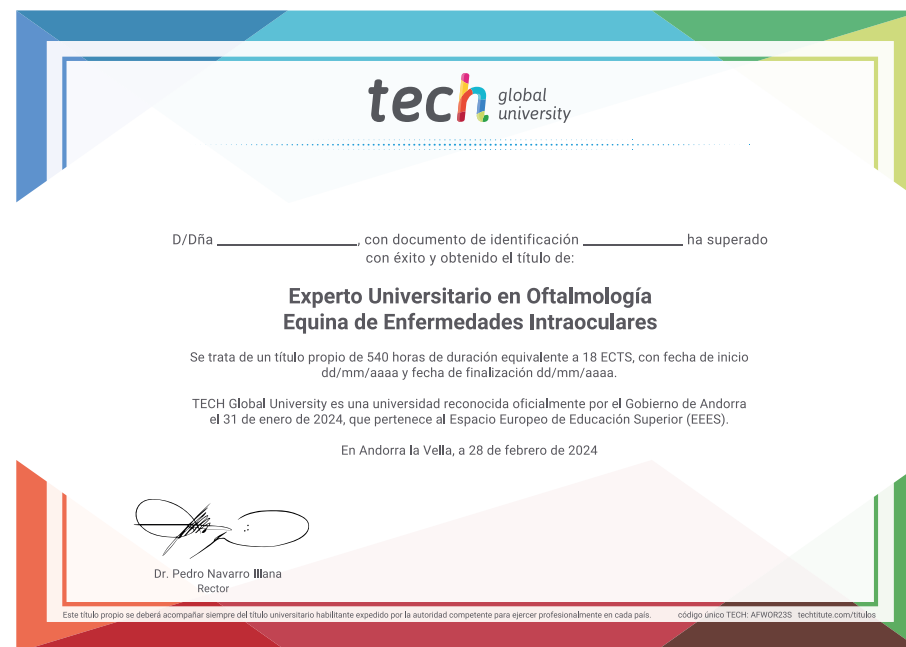 tech global
university
D/Dña ____________________, con documento de identificación ______________ ha superado
con éxito y obtenido el título de:
Experto Universitario en Oftalmología
Equina de Enfermedades Intraoculares
Se trata de un título propio de 540 horas de duración equivalente a 18 ECTS, con fecha de inicio
dd/mm/aaaa y fecha de finalización dd/mm/aaaa.
TECH Global University es una universidad reconocida oficialmente por el Gobierno de Andorra
el 31 de enero de 2024, que pertenece al Espacio Europeo de Educación Superior (EEES).
En Andorra la Vella, a 28 de febrero de 2024
Dr. Pedro Navarro Illana
Rector
Este título propio se deberá acompañar siempre del título universitario habilitante expedido por la autoridad competente para ejercer profesionalmente en cada país. código único TECH: AFWOR23S techtitute.com/titulos